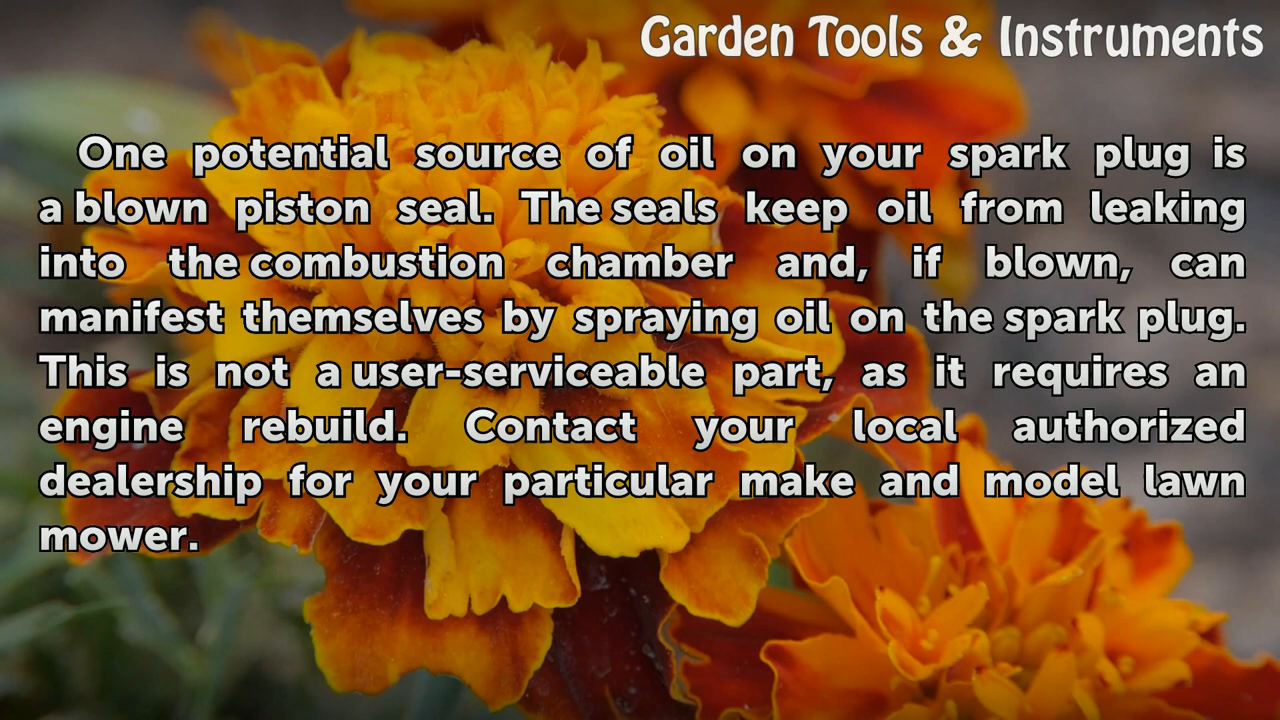 Garden Tools & Instruments
One potential source of oil on your spark plug is
a blown piston seal. The seals keep oil from leaking
into the combustion chamber and, if blown, can
manifest themselves by spraying oil on the spark plug.
This is not a user-serviceable part, as it requires an
engine rebuild. Contact your local authorized
dealership for your particular make and model lawn
mower.